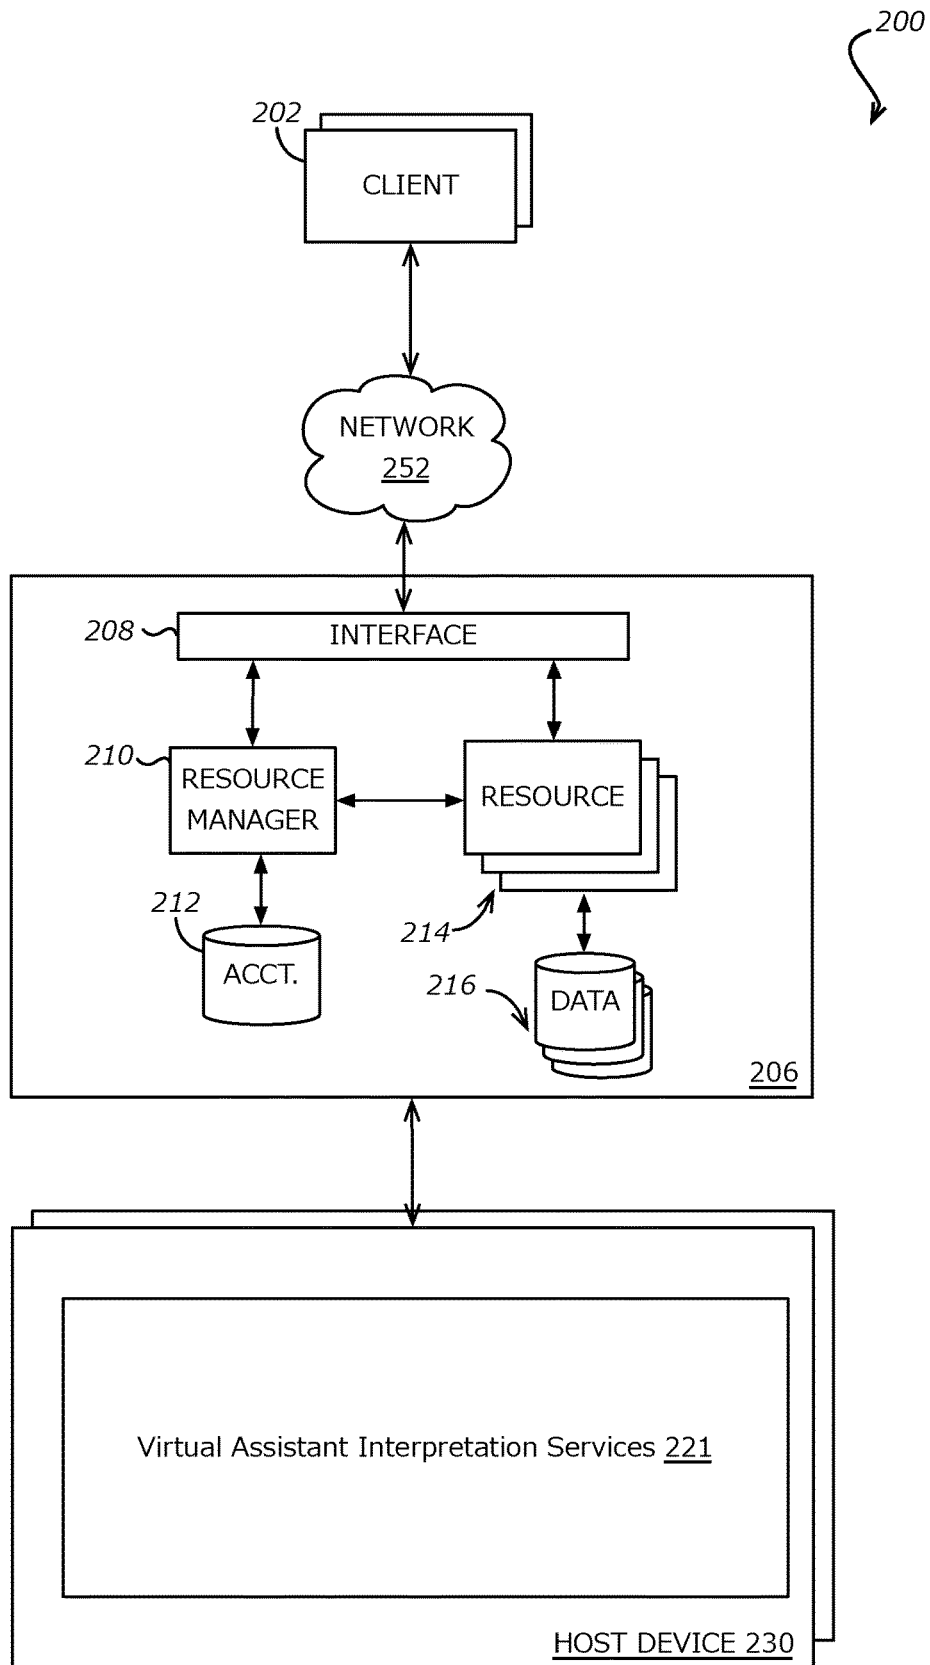 200
202
CLIENT
NETWORK
252
208
INTERFACE
210
RESOURCE
MANAGER
RESOURCE
212
214
ACCT.
216
DATA
206
Virtual Assistant Interpretation Services 221
HOST DEVICE 230